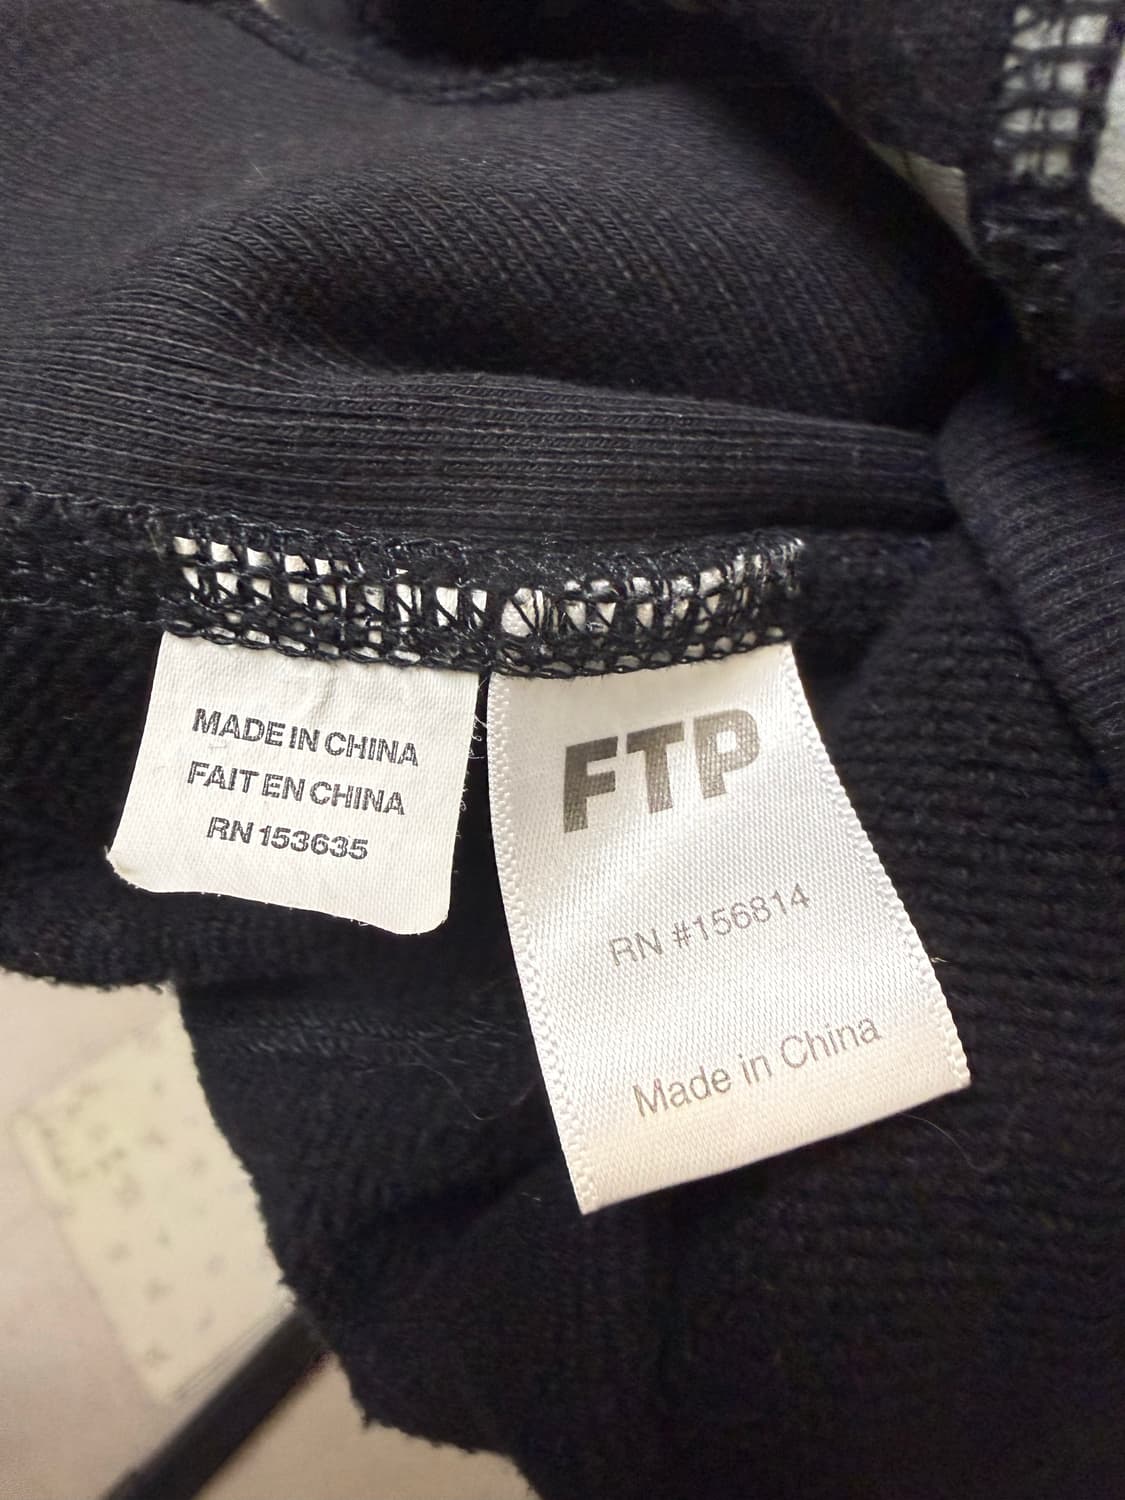 MADE IN CHINA
FAIT EN CHINA
RN 153635
FTP
RN #156814
Made in China